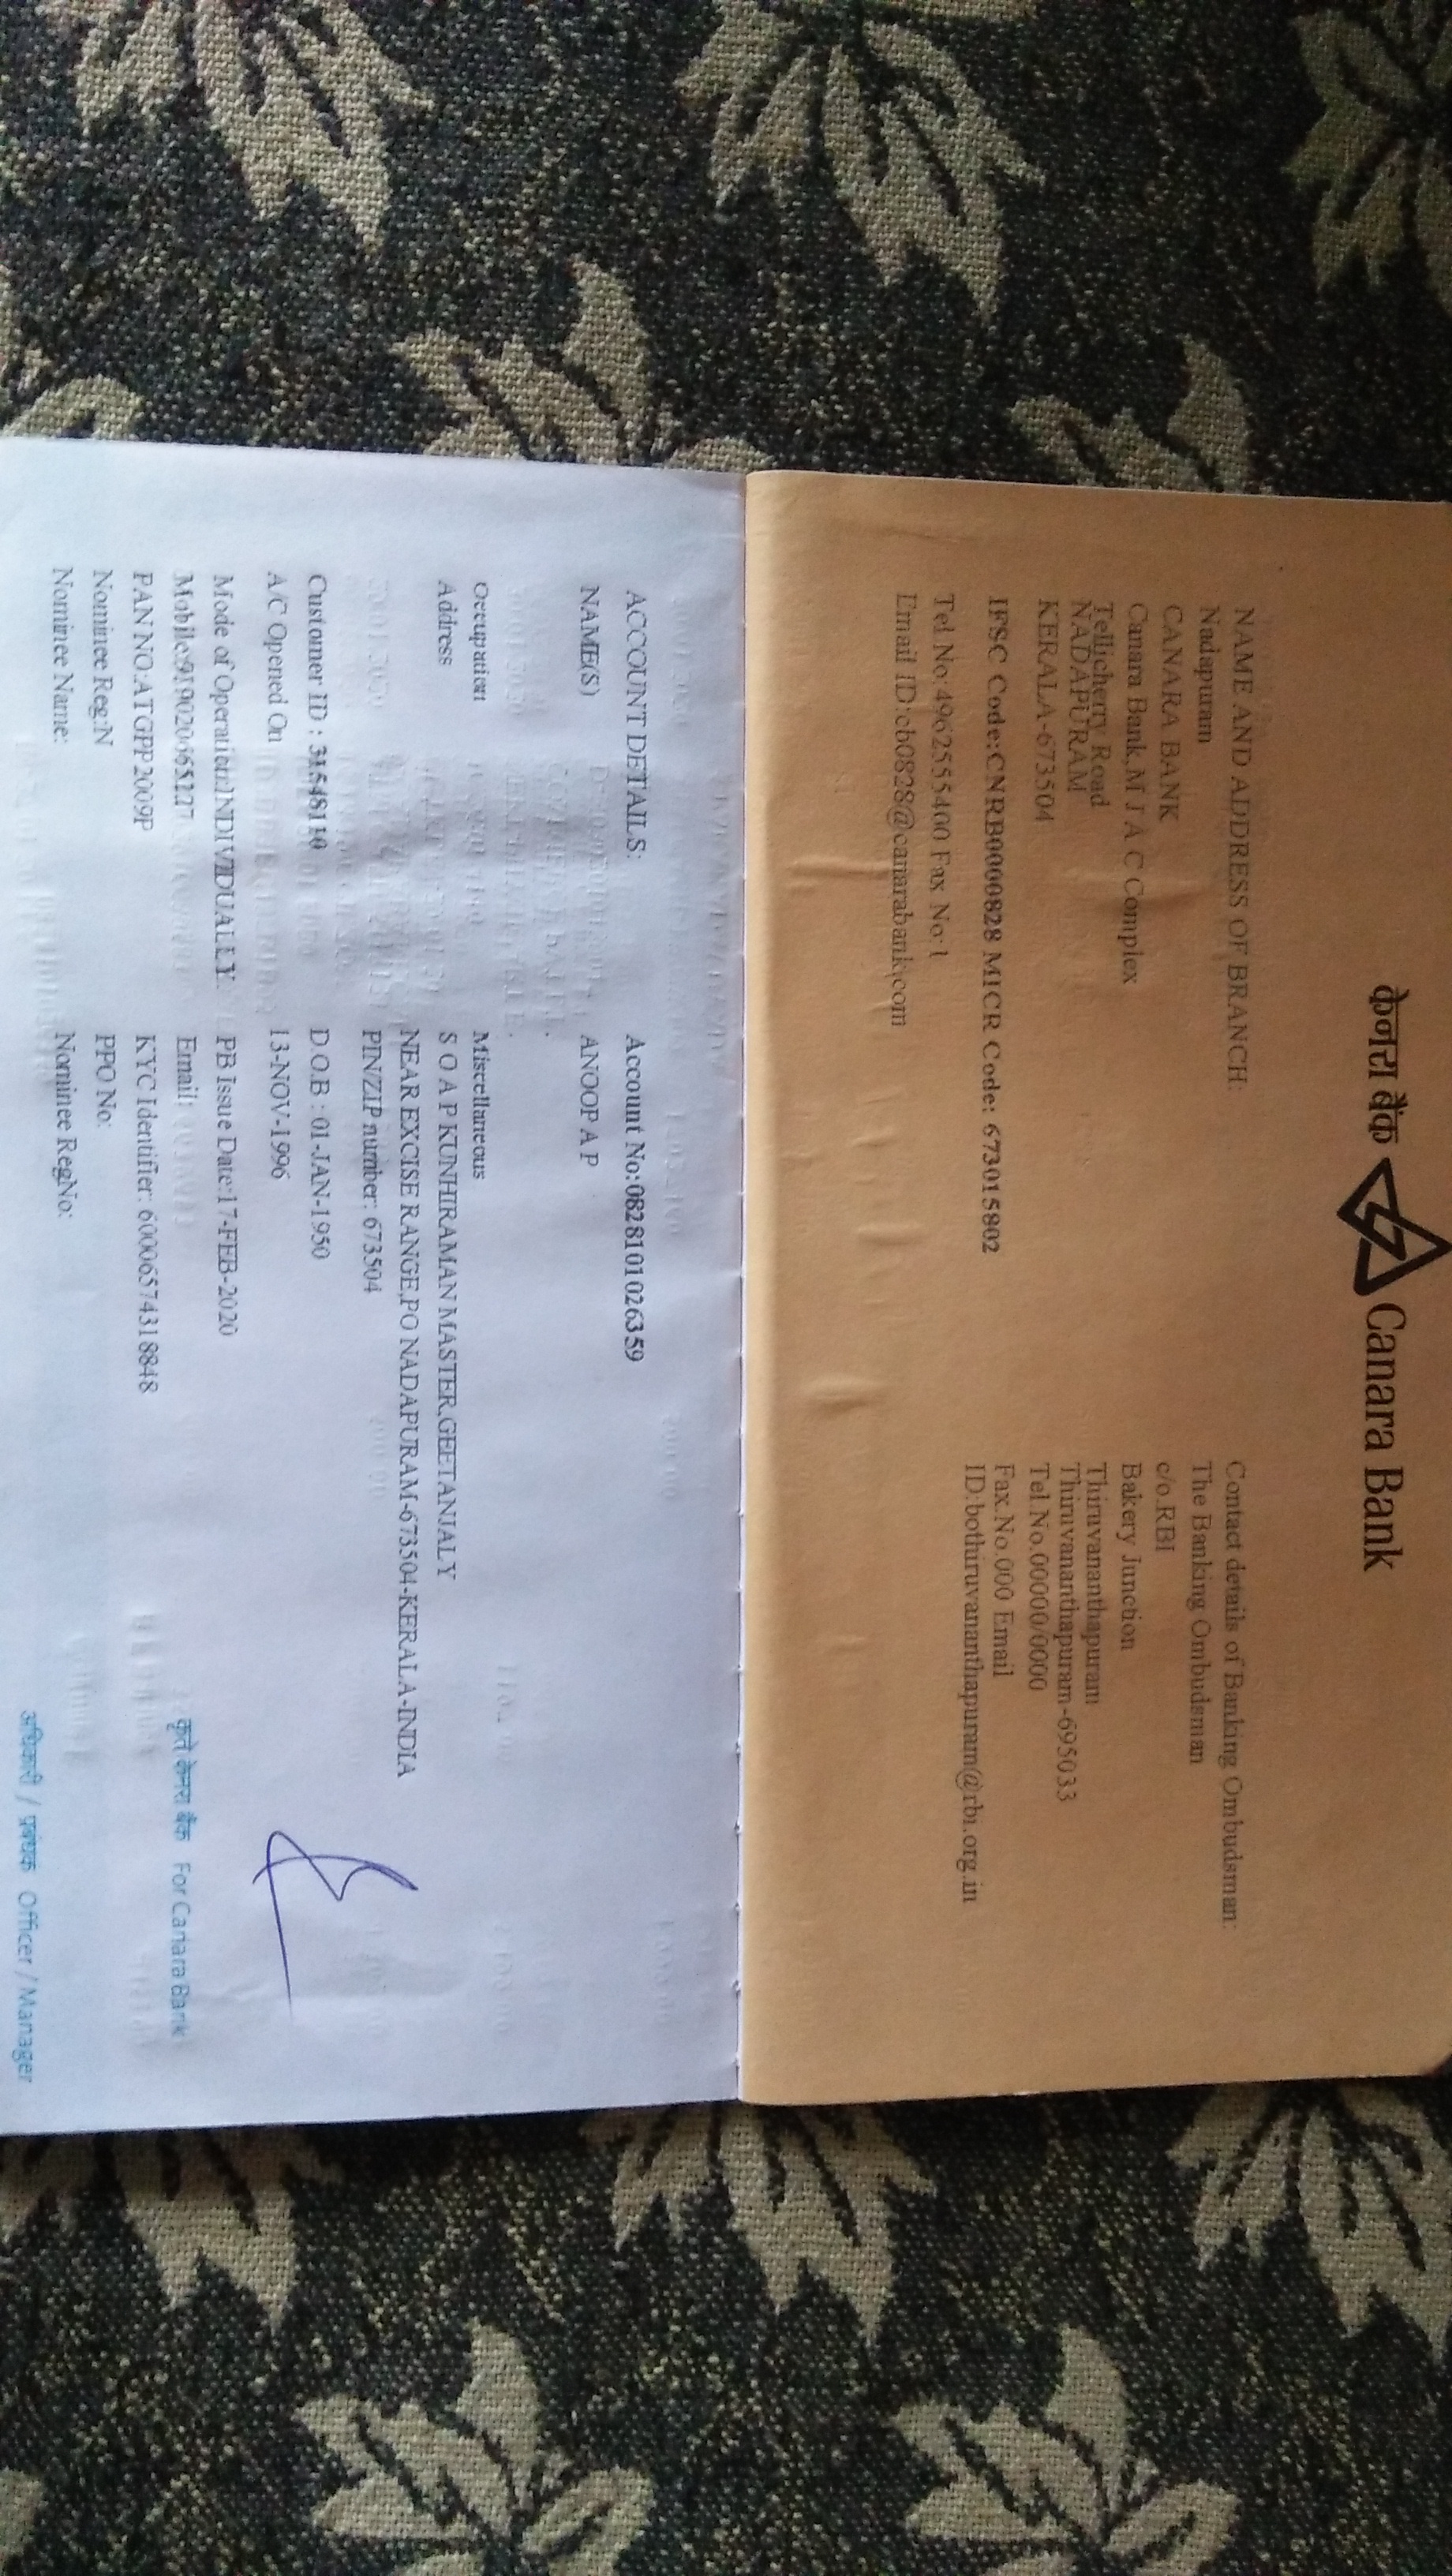 केनरा बैंक Canara Bank
NAME AND ADDRESS OF BRANCH:
Nadapuram
CANARA BANK
Canara Bank,M J A C Complex
Tellicherry Road
NADAPURAM
KERALA-673504
IFSC Code:CNRB0000828 MICR Code: 673015802
Tel No:4962555400 Fax No:1
Email ID:cb0828@canarabank.com
Contact details of Banking Ombudsman:
The Banking Ombudsman
c/o.RBI
Bakery Junction
Thiruvananthapuram
Thiruvananthapuram-695033
Tel.No.00000/0000
Fax.No.000 Email
ID:bothiruvananthapuram@rbi.org.in
ACCOUNT DETAILS: Account No:0828101026359
NAME(S) ANOOP A P
Occupation Miscellaneous
Address S O A P KUNHIRAMAN MASTER,GEETANJALY
NEAR EXCISE RANGE,PO NADAPURAM-673504-KERALA-INDIA
PIN/ZIP number: 673504
Customer ID : 31548110 D.O.B : 01-JAN-1950
A/C Opened On 13-NOV-1996
Mode of Operation:INDIVIDUALLY. PB Issue Date:17-FEB-2020
Mobile:919020665227 Email:
PAN NO:ATGPP2009P KYC Identifier: 60006574318848
Nominee Reg:N PPO No:
Nominee Name: Nominee RegNo:
कृते केनरा बैंक For Canara Bank
अधिकारी / प्रबंधक Officer / Manager